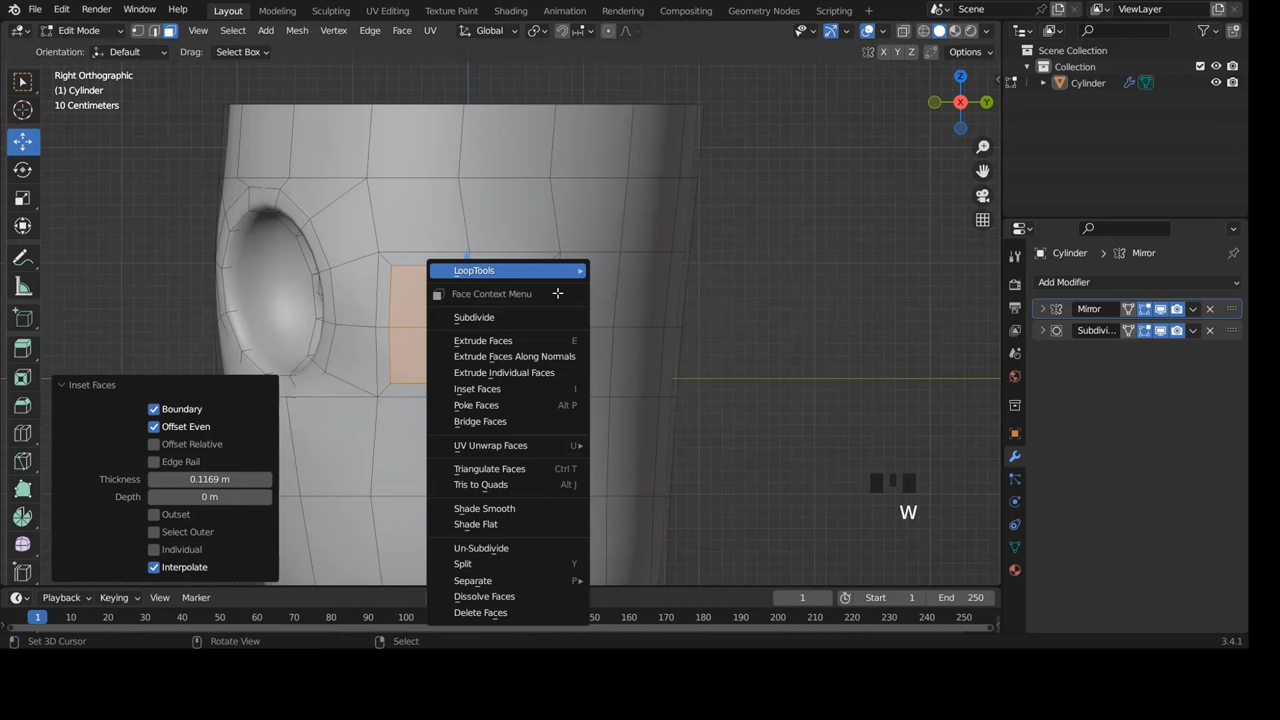 File Edit Render Window Help Layout Modeling Sculpting UV Editing Texture Paint Shading Animation Rendering Compositing Geometry Nodes Scripting Scene ViewLayer
Edit Mode View Select Add Mesh Vertex Edge Face UV Global
Orientation: Default Drag: Select Box X Y Z Options
Scene Collection
Collection
Cylinder
Right Orthographic
(1) Cylinder
10 Centimeters
Z
X
Y
Cylinder Mirror
Add Modifier
Mirror
Subdivi...
LoopTools
Face Context Menu
Subdivide
Extrude Faces E
Extrude Faces Along Normals
Extrude Individual Faces
Inset Faces I
Poke Faces Alt P
Bridge Faces
UV Unwrap Faces U
Triangulate Faces Ctrl T
Tris to Quads Alt J
Shade Smooth
Shade Flat
Un-Subdivide
Split Y
Separate P
Dissolve Faces
Delete Faces
Inset Faces
Boundary
Offset Even
Offset Relative
Edge Rail
Thickness 0.1169 m
Depth 0 m
Outset
Select Outer
Individual
Interpolate
W
Playback Keying View Marker 1 Start 1 End 250
1 10 20 30 40 50 60 70 80 90 100 110 120 130 140 150 160 170 180 190 200 210 220 230 240 250
Set 3D Cursor Rotate View Select 3.4.1